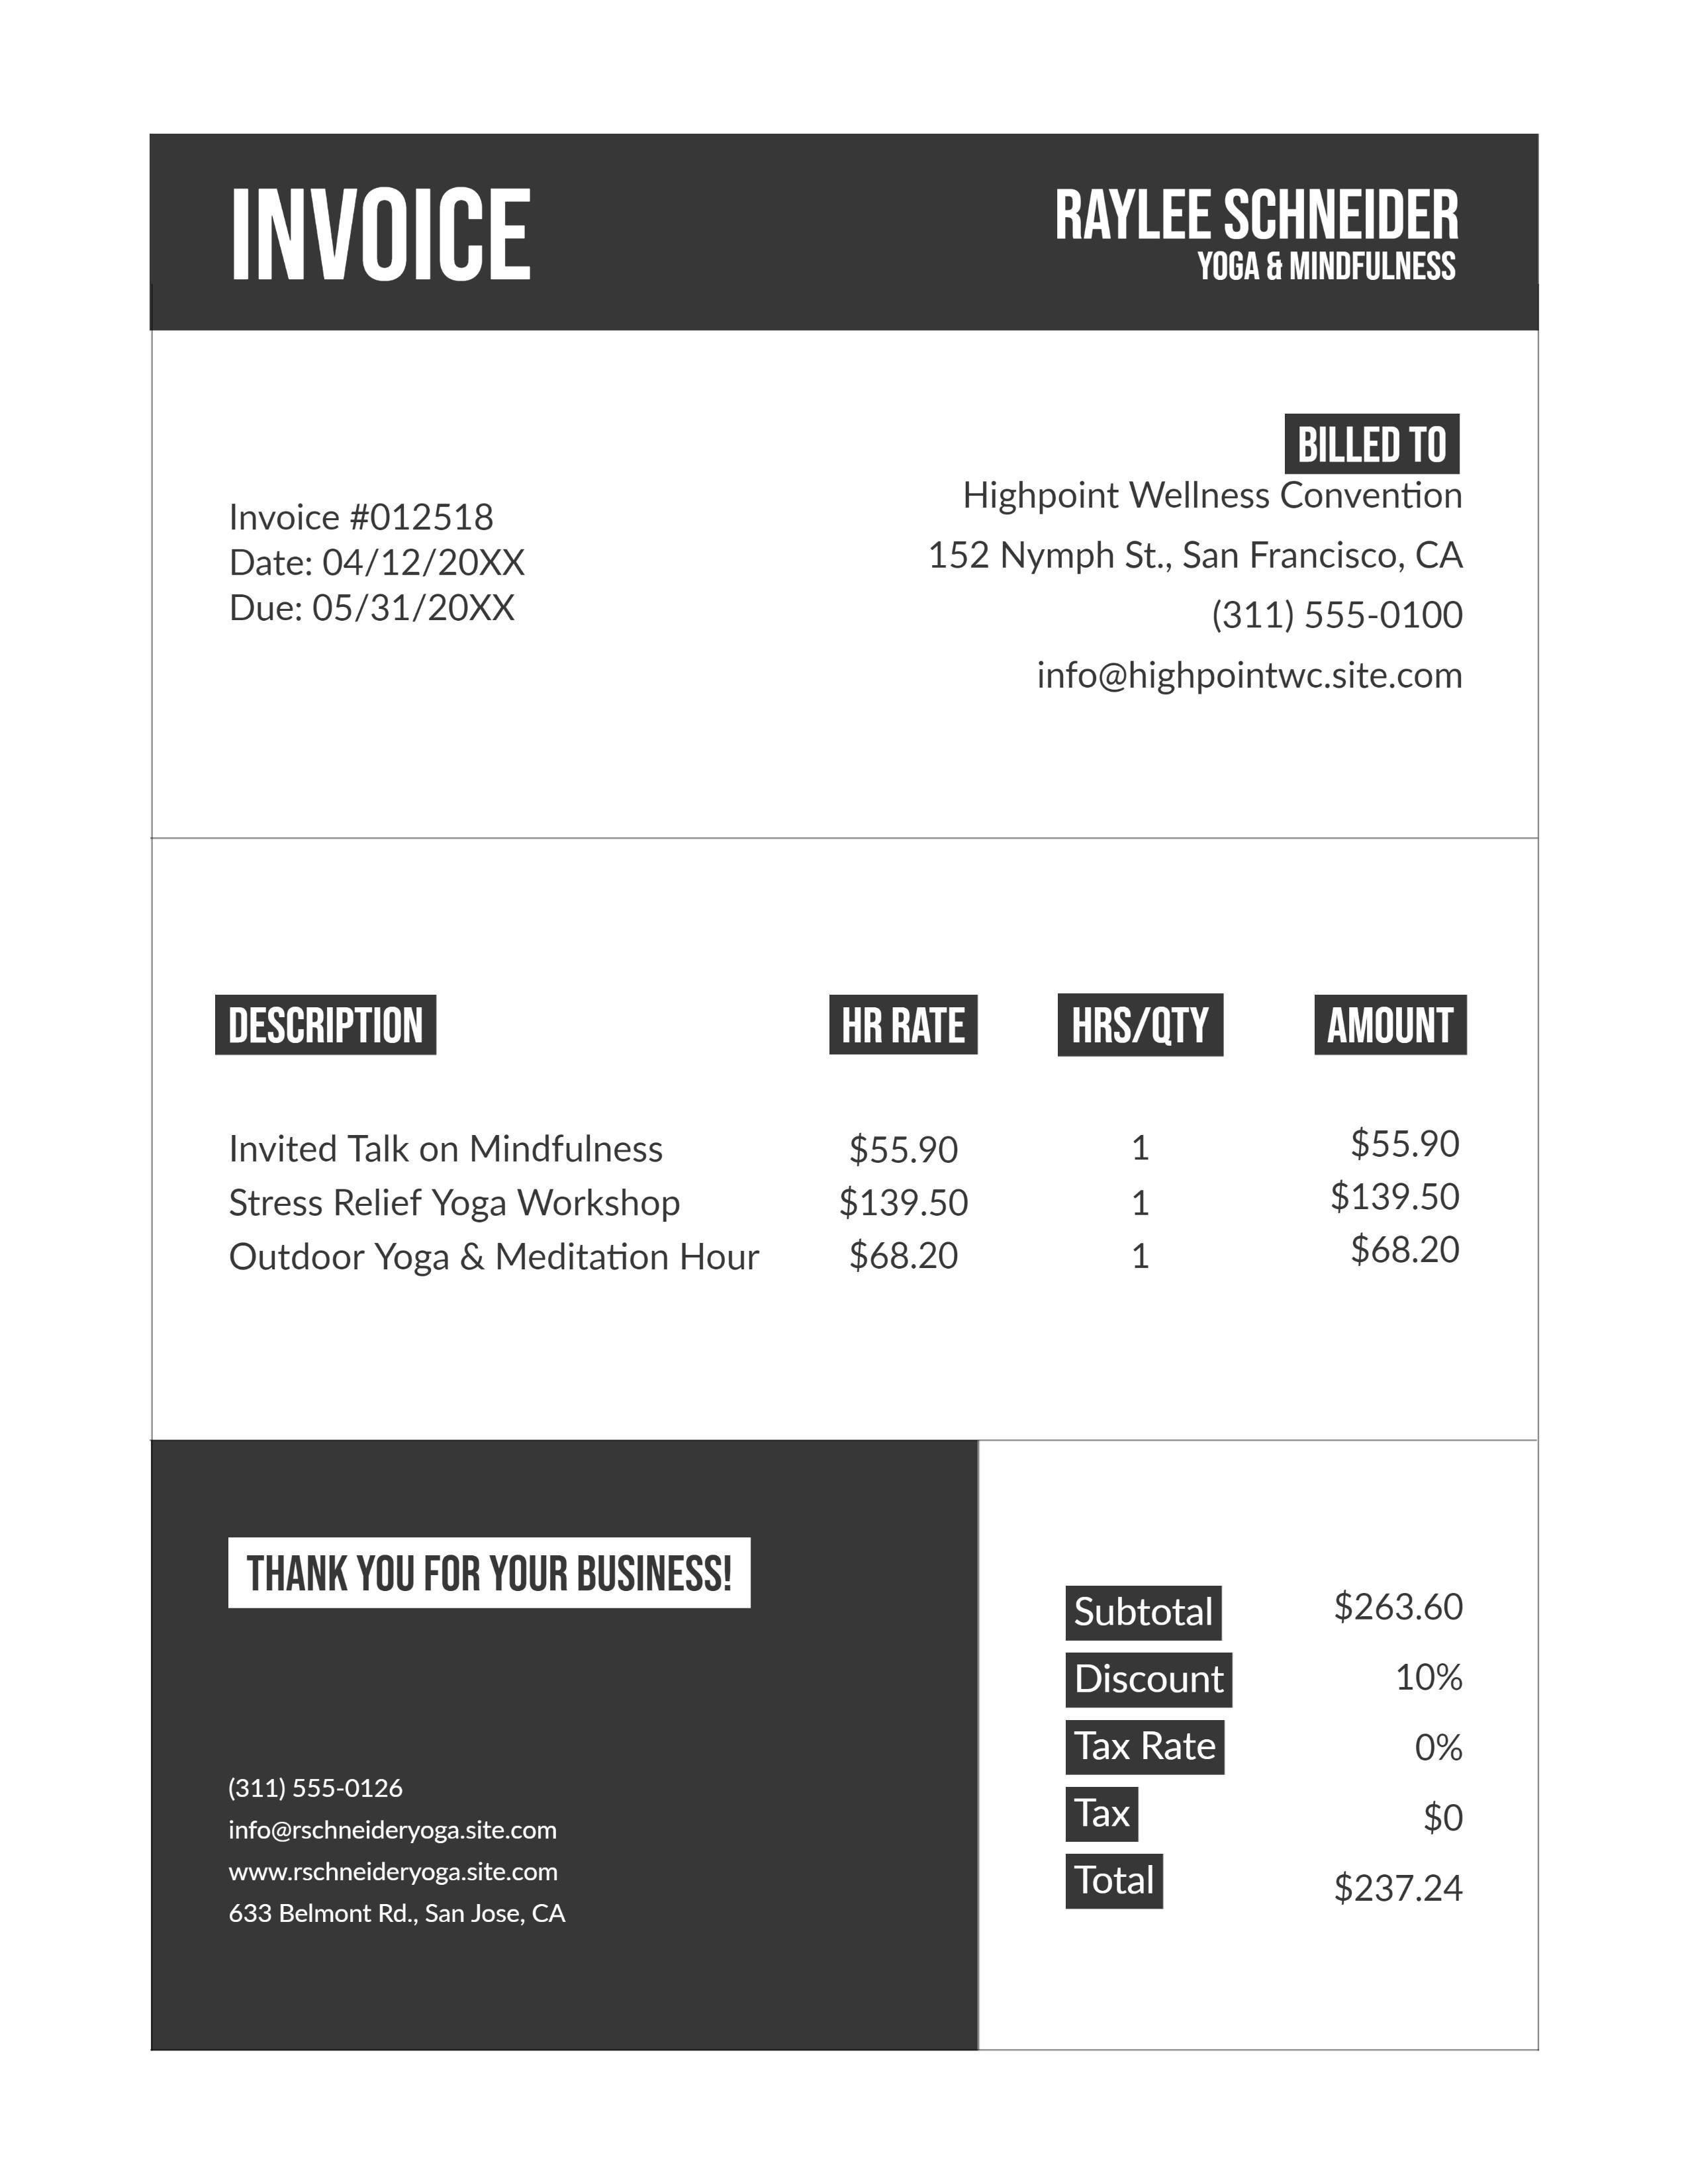 INVOICE
RAYLEE SCHNEIDER
YOGA & MINDFULNESS
Invoice #012518
Date: 04/12/20XX
Due: 05/31/20XX
BILLED TO
Highpoint Wellness Convention
152 Nymph St., San Francisco, CA
(311) 555-0100
info@highpointwc.site.com
DESCRIPTION HR RATE HRS/QTY AMOUNT
Invited Talk on Mindfulness $55.90 1 $55.90
Stress Relief Yoga Workshop $139.50 1 $139.50
Outdoor Yoga & Meditation Hour $68.20 1 $68.20
THANK YOU FOR YOUR BUSINESS!
(311) 555-0126
info@rschneideryoga.site.com
www.rschneideryoga.site.com
633 Belmont Rd., San Jose, CA
Subtotal $263.60
Discount 10%
Tax Rate 0%
Tax $0
Total $237.24